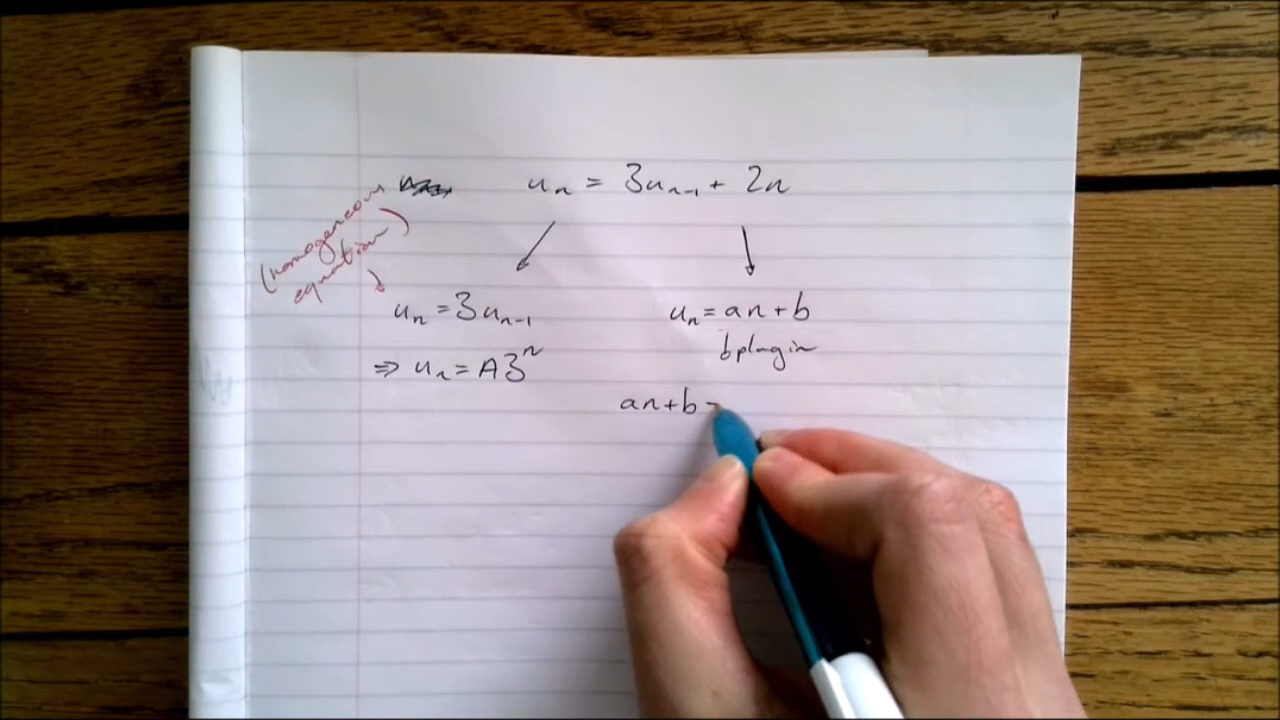 uₙ = 3uₙ₋₁ + 2n
(homogeneous
equation)
uₙ = 3uₙ₋₁
uₙ = an + b
⇒ uₙ = A3ⁿ
plug in
an + b =